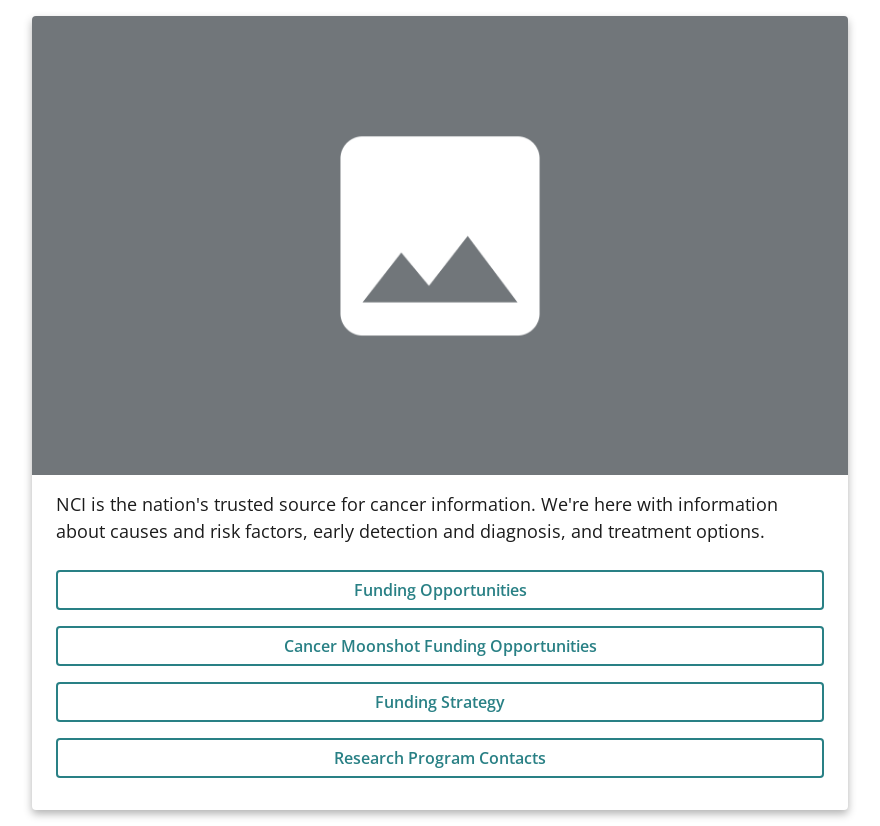 NCI is the nation's trusted source for cancer information. We're here with information
about causes and risk factors, early detection and diagnosis, and treatment options.
Funding Opportunities
Cancer Moonshot Funding Opportunities
Funding Strategy
Research Program Contacts